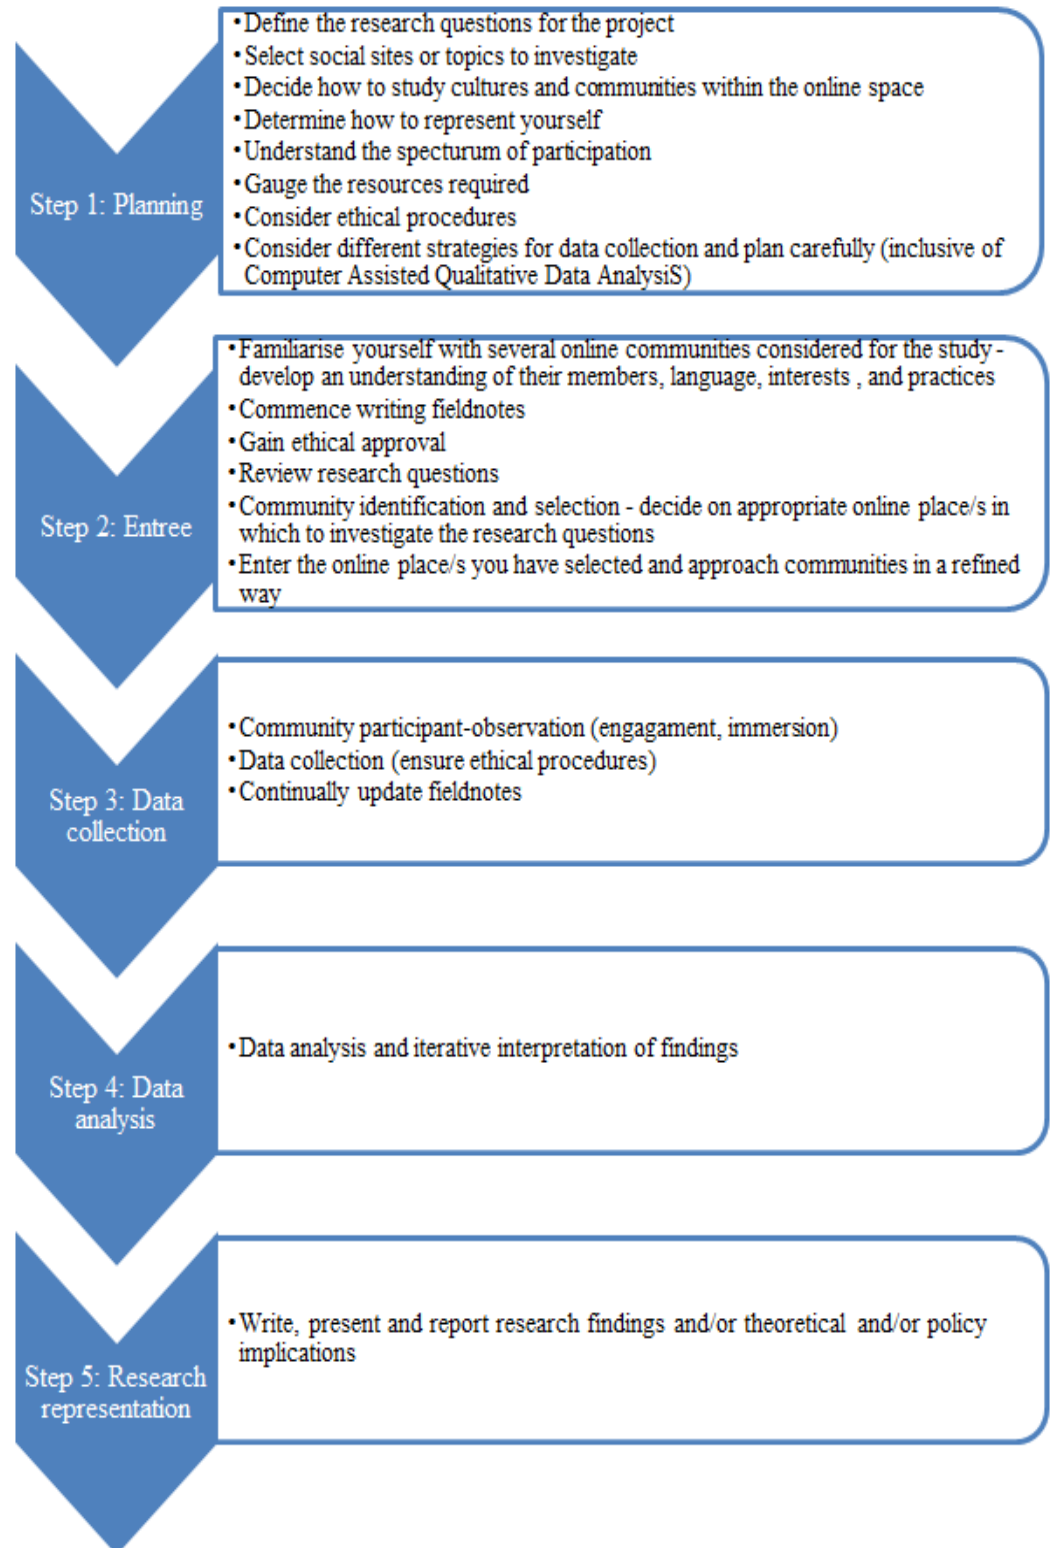 Step 1: Planning
•Define the research questions for the project
•Select social sites or topics to investigate
•Decide how to study cultures and communities within the online space
•Determine how to represent yourself
•Understand the specturum of participation
•Gauge the resources required
•Consider ethical procedures
•Consider different strategies for data collection and plan carefully (inclusive of
Computer Assisted Qualitative Data AnalysiS)
Step 2: Entree
•Familiarise yourself with several online communities considered for the study -
develop an understanding of their members, language, interests , and practices
•Commence writing fieldnotes
•Gain ethical approval
•Review research questions
•Community identification and selection - decide on appropriate online place/s in
which to investigate the research questions
•Enter the online place/s you have selected and approach communities in a refined
way
Step 3: Data
collection
•Community participant-observation (engagament, immersion)
•Data collection (ensure ethical procedures)
•Continually update fieldnotes
Step 4: Data
analysis
•Data analysis and iterative interpretation of findings
Step 5: Research
representation
•Write, present and report research findings and/or theoretical and/or policy
implications